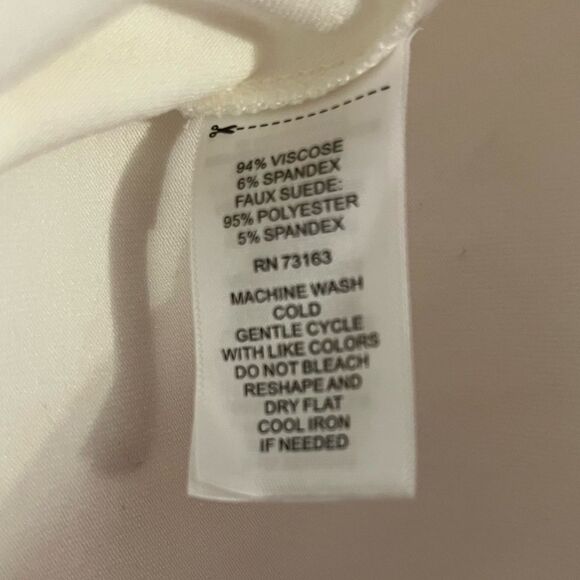 94% VISCOSE
6% SPANDEX
FAUX SUEDE:
95% POLYESTER
5% SPANDEX
RN 73163
MACHINE WASH
COLD
GENTLE CYCLE
WITH LIKE COLORS
DO NOT BLEACH
RESHAPE AND
DRY FLAT
COOL IRON
IF NEEDED